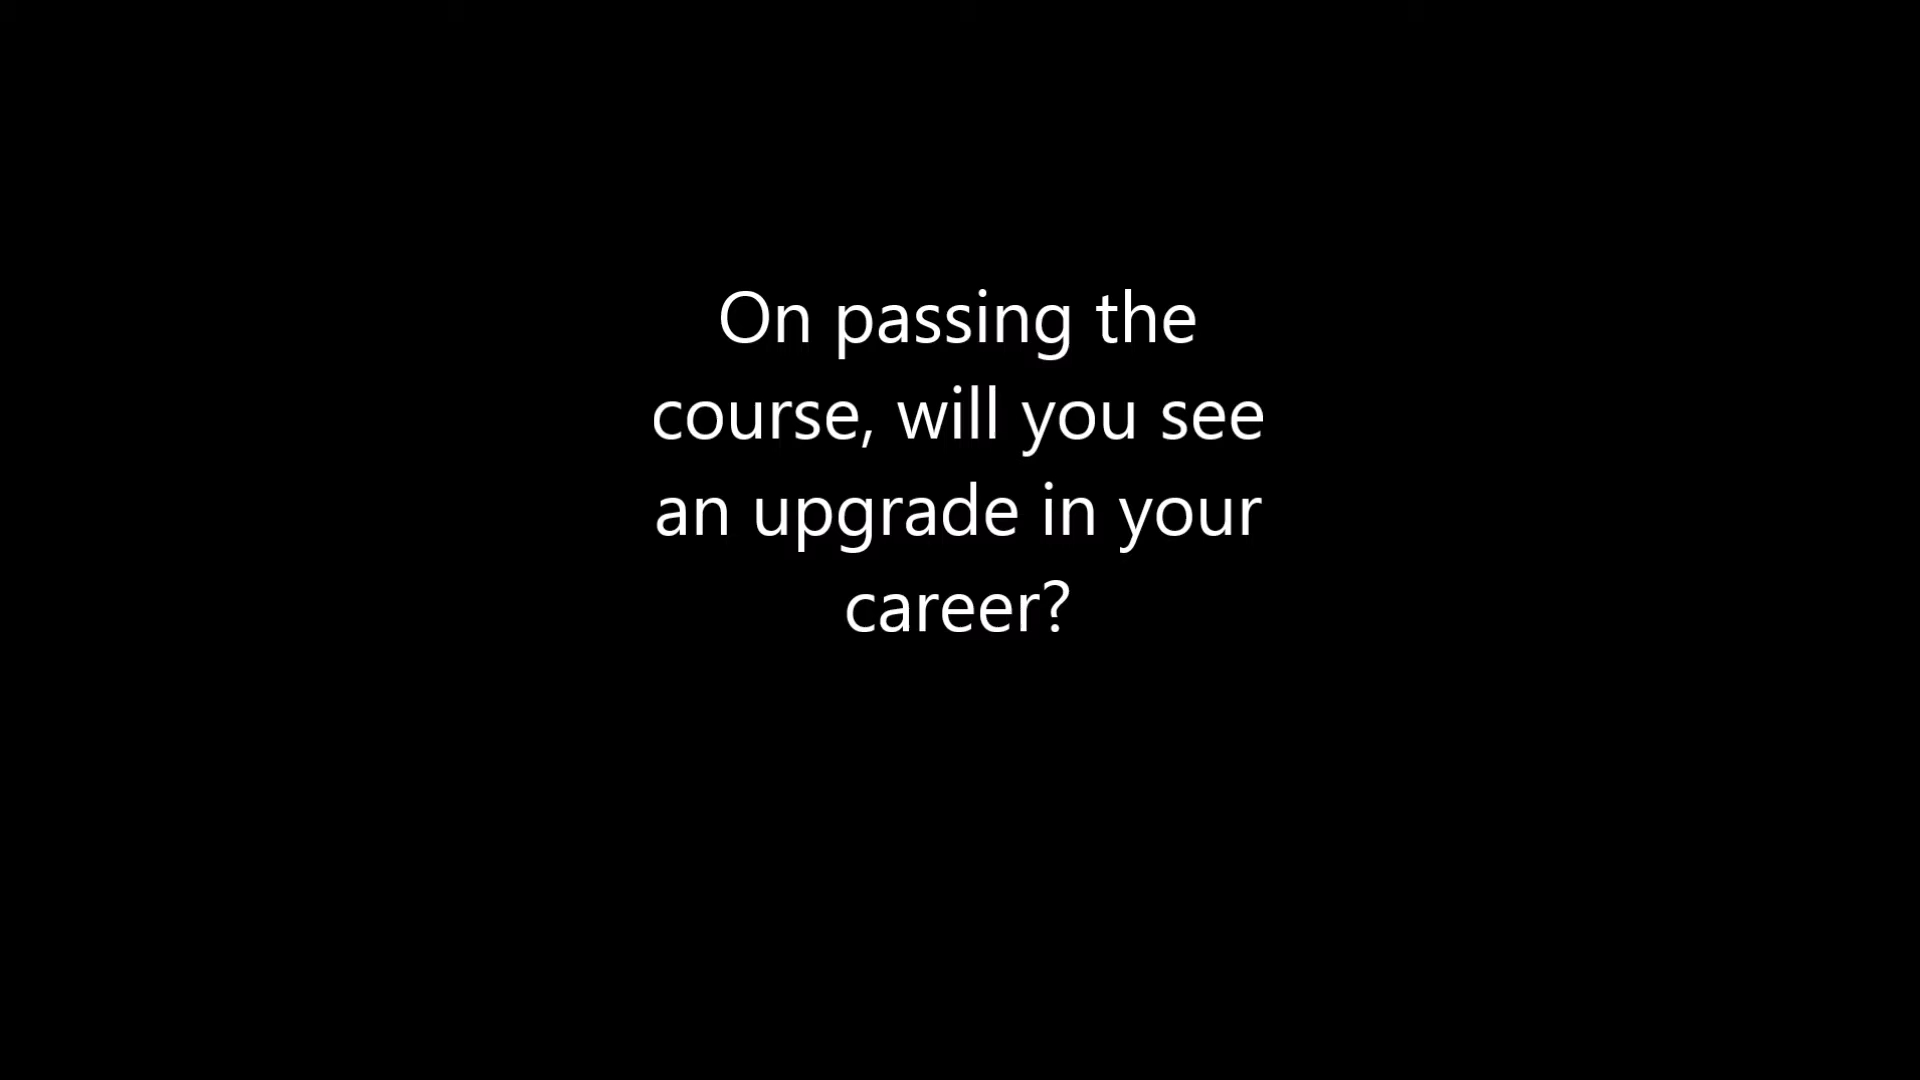 On passing the
course, will you see
an upgrade in your
career?